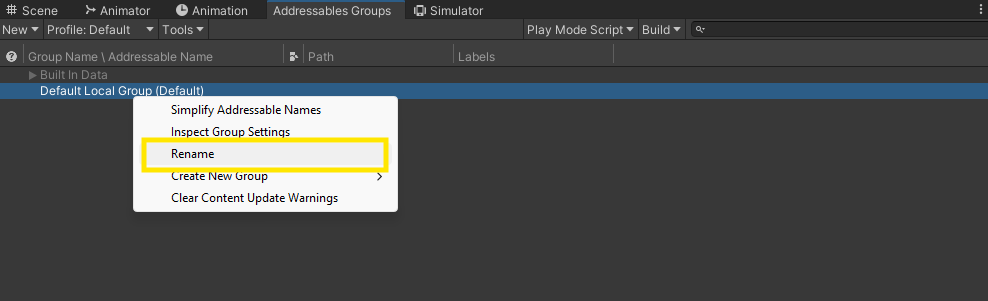 Scene Animator Animation Addressables Groups Simulator
New Profile: Default Tools Play Mode Script Build
Group Name \ Addressable Name Path Labels
Built In Data
Default Local Group (Default)
Simplify Addressable Names
Inspect Group Settings
Rename
Create New Group
Clear Content Update Warnings